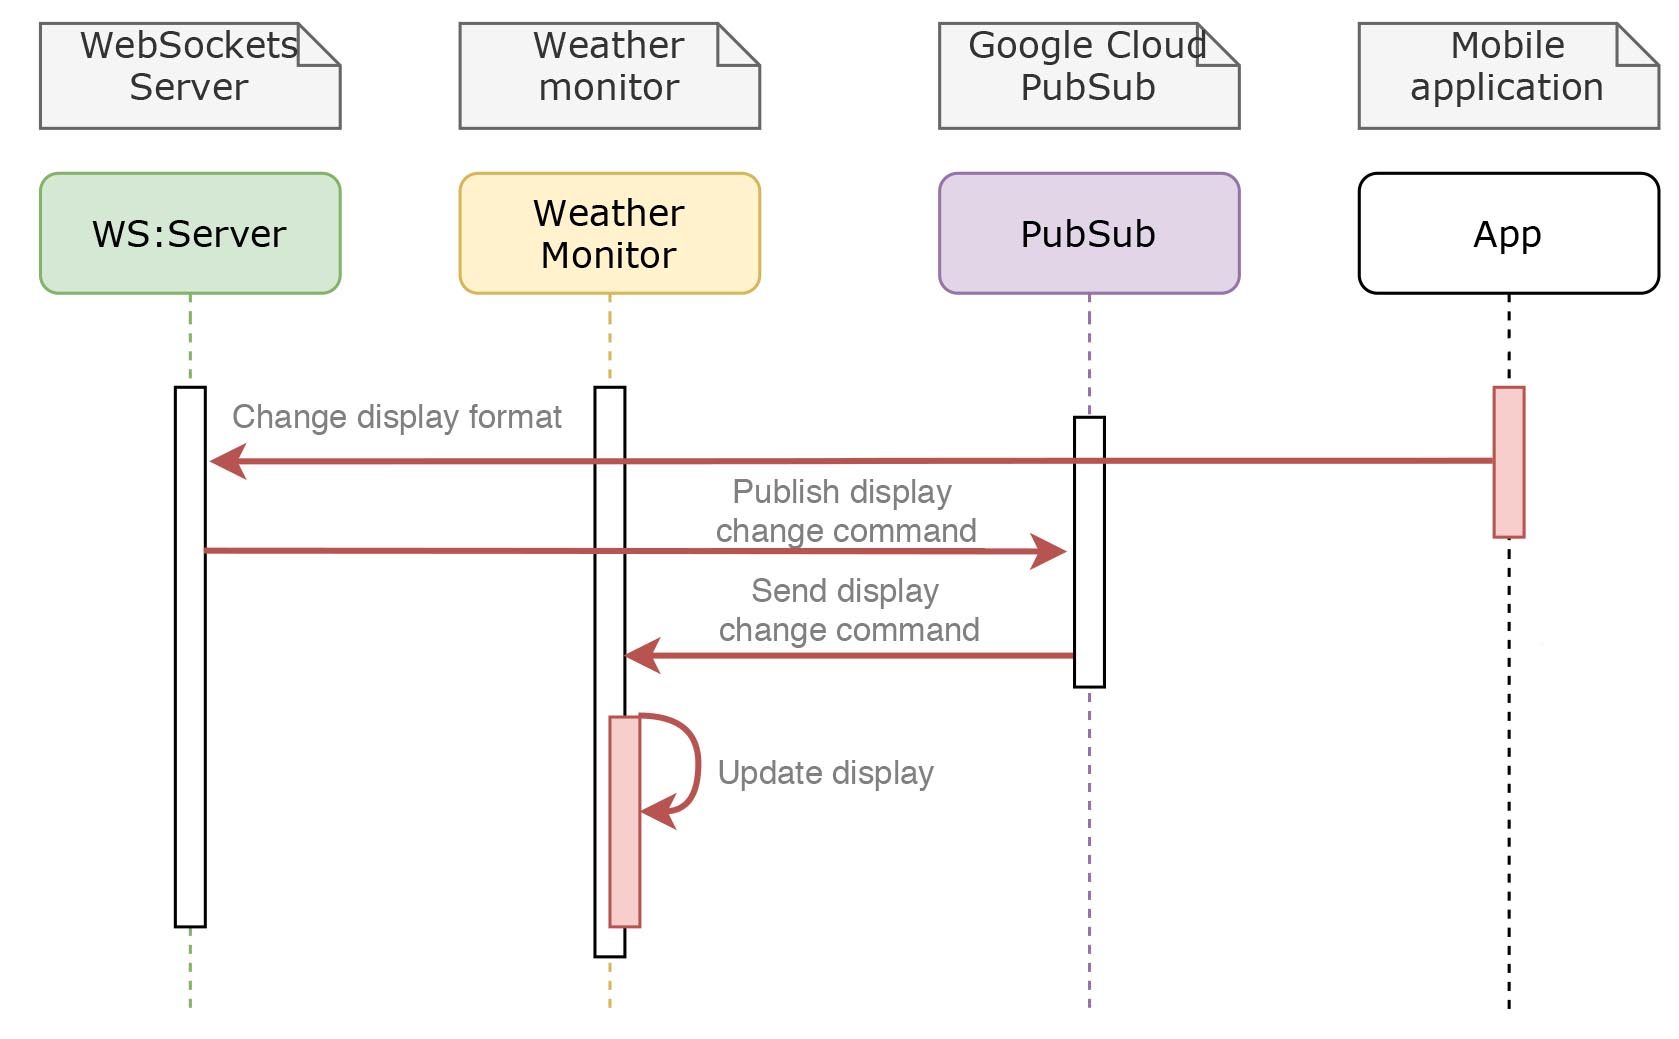 WebSockets
Server
Weather
monitor
Google Cloud
PubSub
Mobile
application
WS:Server
Weather
Monitor
PubSub
App
Change display format
Publish display
change command
Send display
change command
Update display